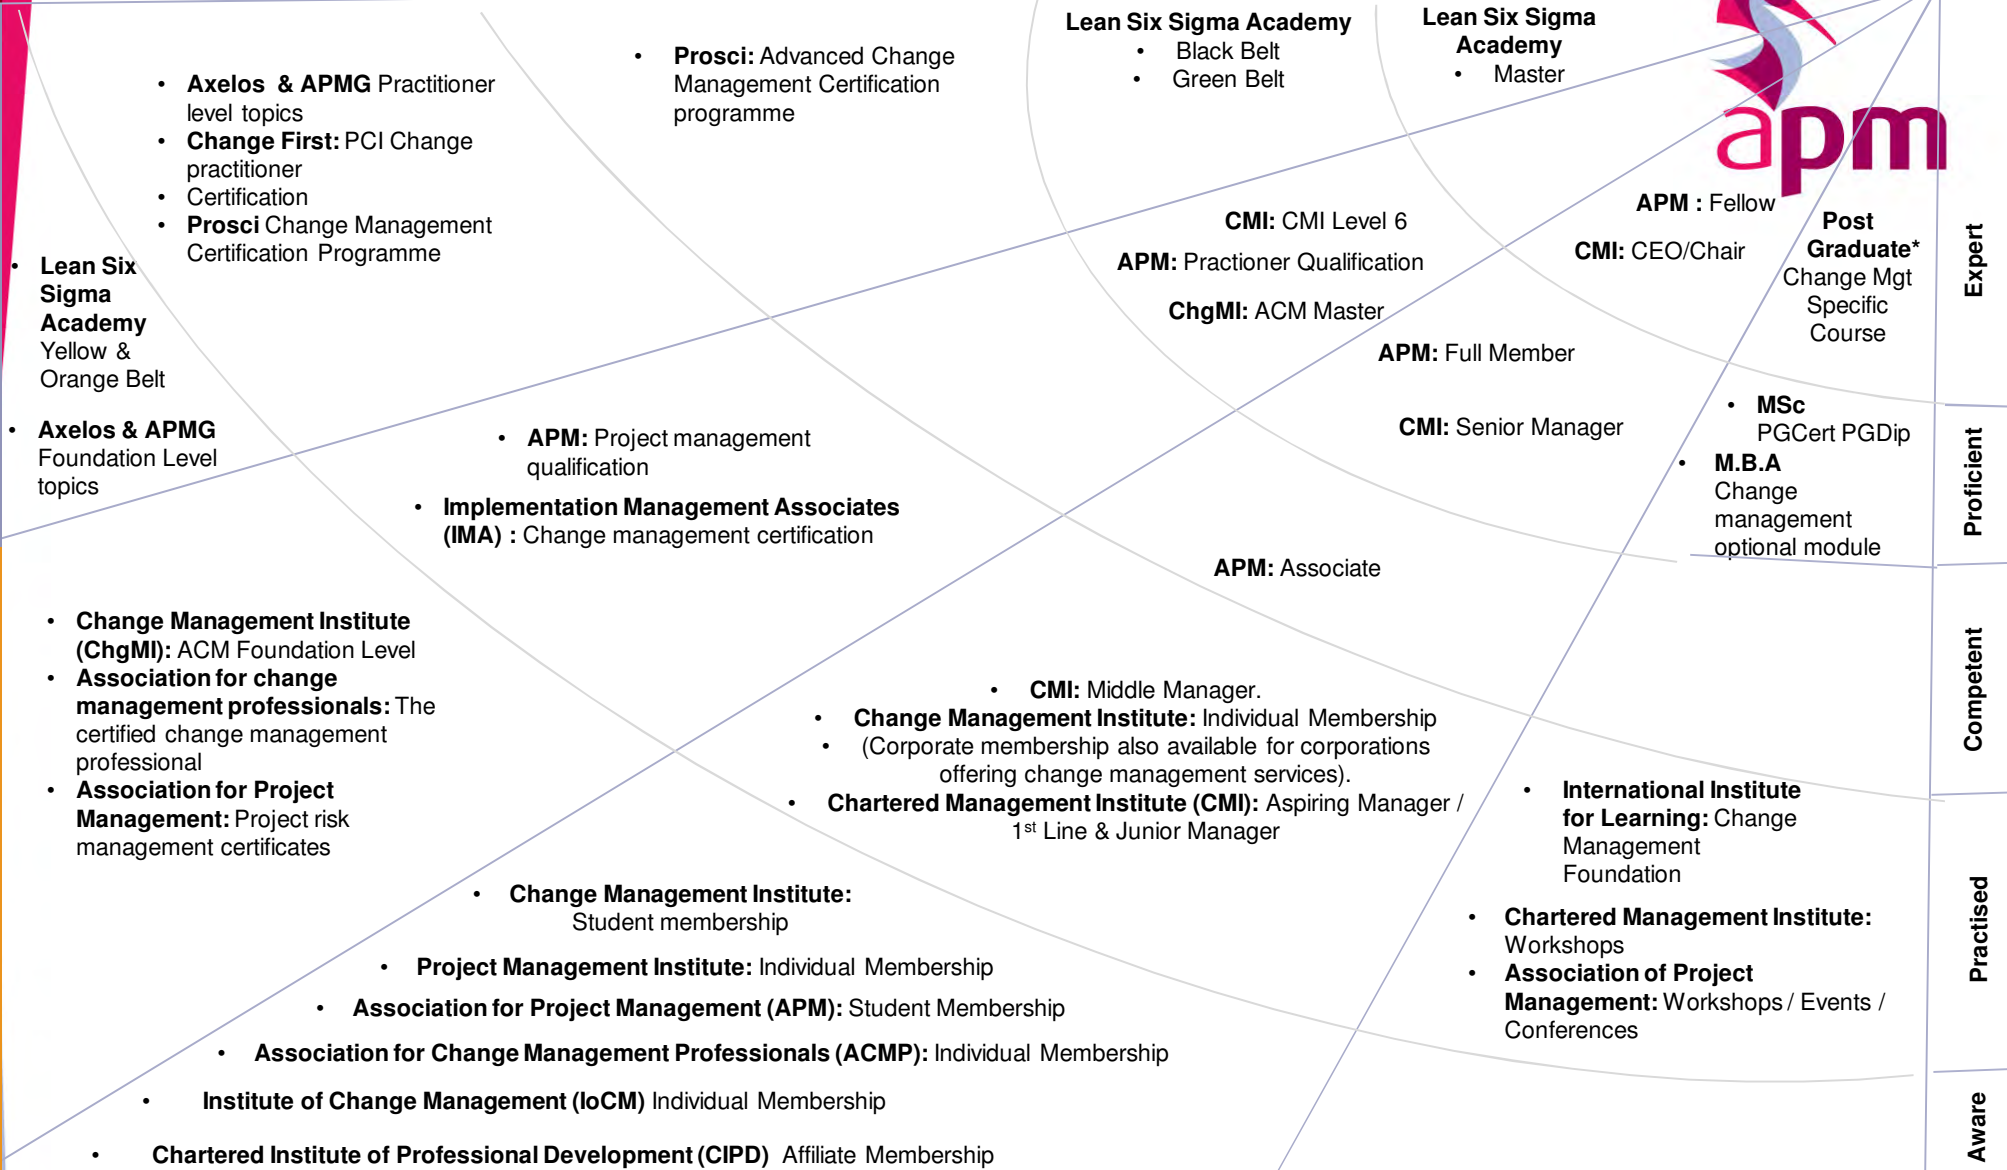 Lean Six Sigma Academy
• Black Belt
• Green Belt
Lean Six Sigma
Academy
• Master
apm
• Prosci: Advanced Change
Management Certification
programme
• Axelos & APMG Practitioner
level topics
• Change First: PCI Change
practitioner
• Certification
• Prosci Change Management
Certification Programme
• Lean Six
Sigma
Academy
Yellow &
Orange Belt
• Axelos & APMG
Foundation Level
topics
CMI: CMI Level 6
APM: Practioner Qualification
ChgMI: ACM Master
APM : Fellow
CMI: CEO/Chair
Post
Graduate*
Change Mgt
Specific
Course
Expert
APM: Full Member
CMI: Senior Manager
• MSc
PGCert PGDip
• M.B.A
Change
management
optional module
Proficient
• APM: Project management
qualification
• Implementation Management Associates
(IMA) : Change management certification
APM: Associate
• Change Management Institute
(ChgMI): ACM Foundation Level
• Association for change
management professionals: The
certified change management
professional
• Association for Project
Management: Project risk
management certificates
• CMI: Middle Manager.
• Change Management Institute: Individual Membership
• (Corporate membership also available for corporations
offering change management services).
• Chartered Management Institute (CMI): Aspiring Manager /
1st Line & Junior Manager
Competent
• International Institute
for Learning: Change
Management
Foundation
• Chartered Management Institute:
Workshops
• Association of Project
Management: Workshops / Events /
Conferences
Practised
• Change Management Institute:
Student membership
• Project Management Institute: Individual Membership
• Association for Project Management (APM): Student Membership
• Association for Change Management Professionals (ACMP): Individual Membership
• Institute of Change Management (IoCM) Individual Membership
• Chartered Institute of Professional Development (CIPD) Affiliate Membership
Aware